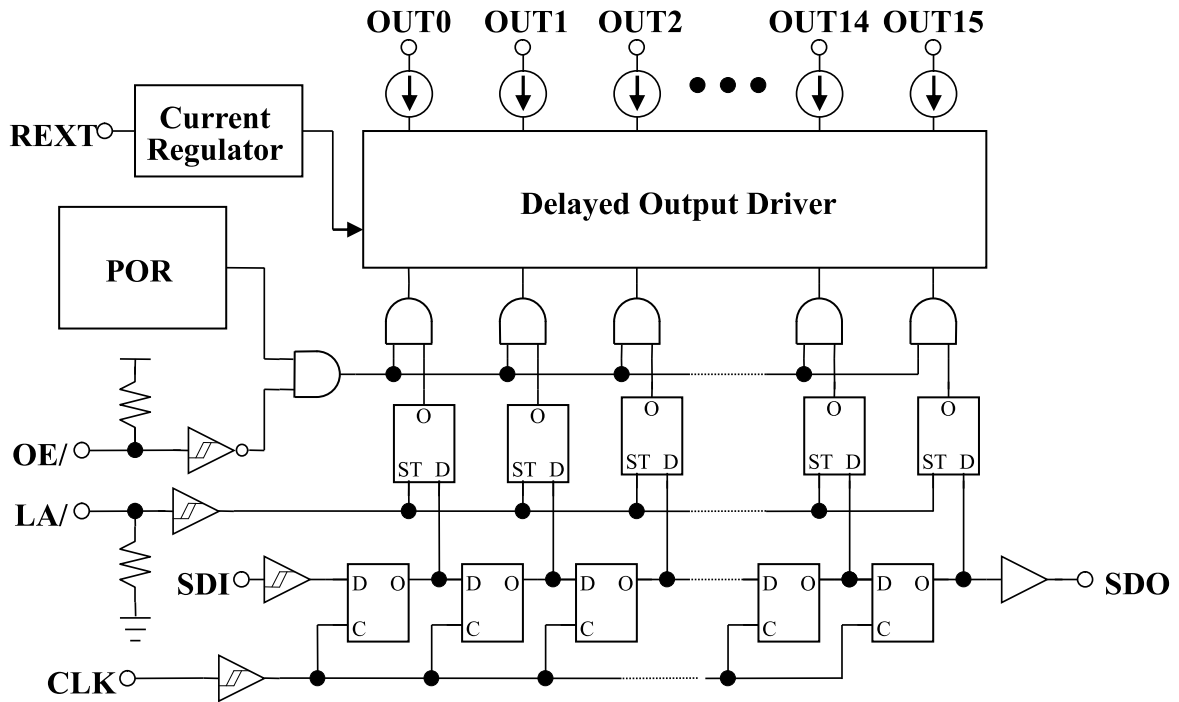 OUT0 OUT1 OUT2 OUT14 OUT15
REXT
Current
Regulator
Delayed Output Driver
POR
O O O O O
ST D ST D ST D ST D ST D
OE/
LA/
SDI
D O D O D O D O D O
C C C C C
SDO
CLK